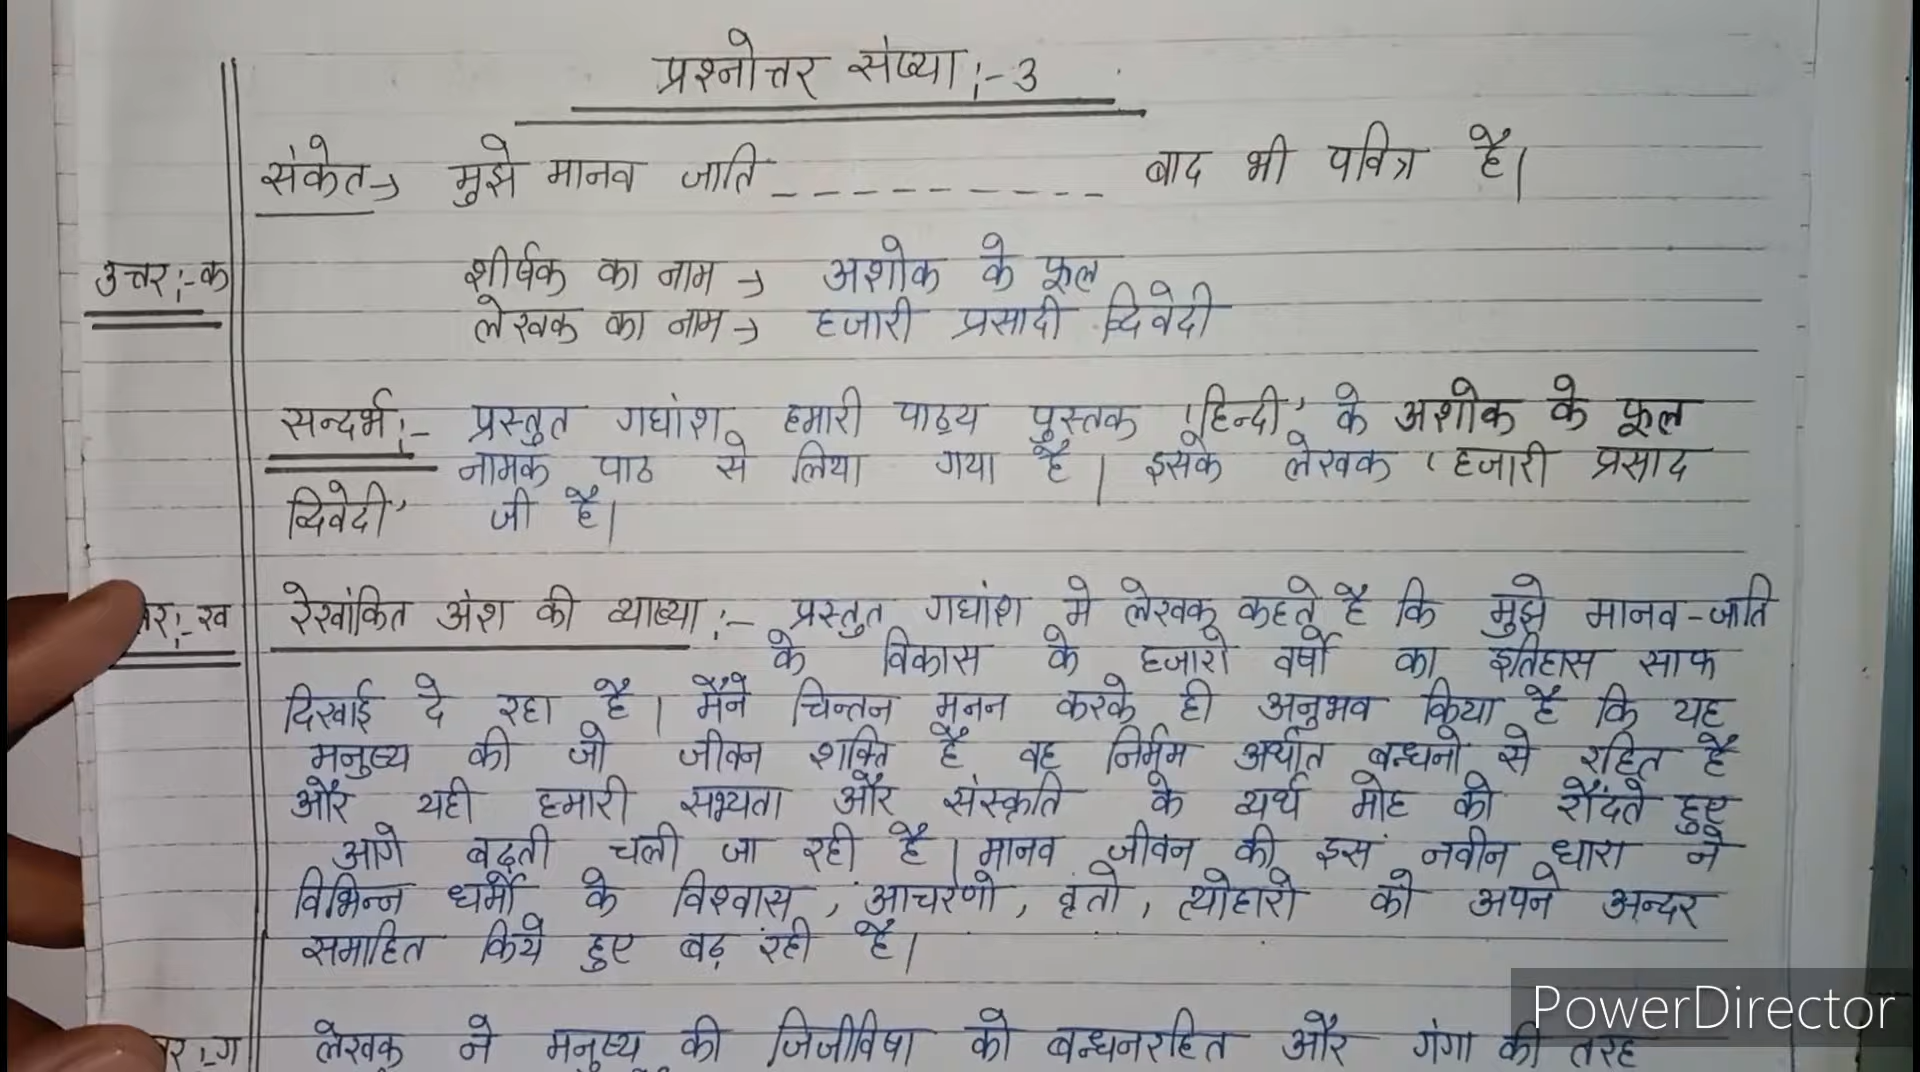 प्रश्नोत्तर संख्या :- 3
संकेत → मुझे मानव जाति _ _ _ _ _ _ _ _ _ बाद भी पवित्र है।
उत्तर :- क शीर्षक का नाम → अशोक के फूल
लेखक का नाम → हजारी प्रसादी द्विवेदी
सन्दर्भ :- प्रस्तुत गद्यांश हमारी पाठ्य पुस्तक 'हिन्दी' के अशोक के फूल
नामक पाठ से लिया गया है। इसके लेखक 'हजारी प्रसाद
द्विवेदी' जी है।
तर :- ख रेखांकित अंश की व्याख्या :- प्रस्तुत गद्यांश मे लेखक कहते है कि मुझे मानव-जाति
के विकास के हजारो वर्षो का इतिहास साफ
दिखाई दे रहा है। मैंने चिन्तन मनन करके ही अनुभव किया है कि यह
मनुष्य की जो जीवन शक्ति है वह निर्मम अर्थात बन्धनो से रहित है
और यही हमारी सभ्यता और संस्कृति के व्यर्थ मोह को रौंदते हुए
आगे बढ़ती चली जा रही है। मानव जीवन की इस नवीन धारा ने
विभिन्न धर्मो के विश्वास, आचरणो, वृतो, त्योहारो को अपने अन्दर
समाहित किये हुए बढ़ रही है।
तर :- ग लेखक ने मनुष्य की जिजीविषा को बन्धनरहित और गंगा की तरह
PowerDirector